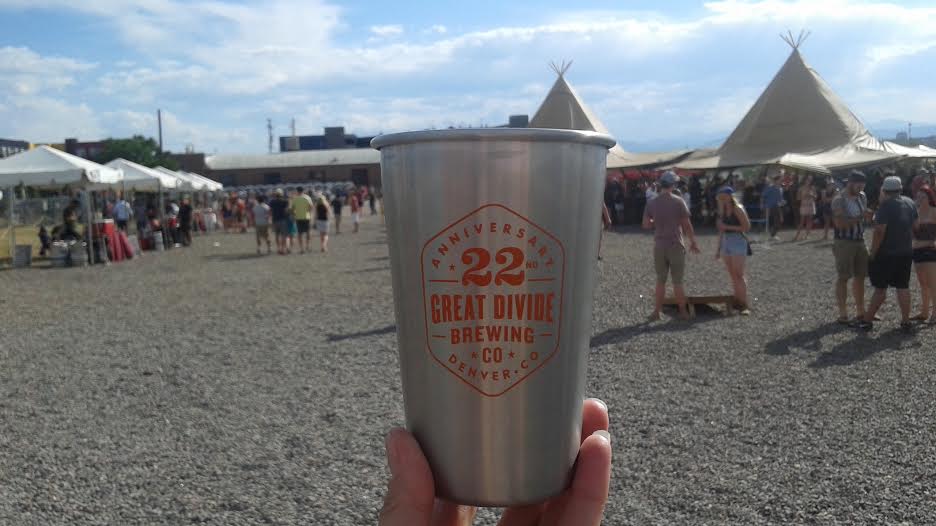 ANNIVERSARY
22ND
GREAT DIVIDE
BREWING
CO
DENVER, CO